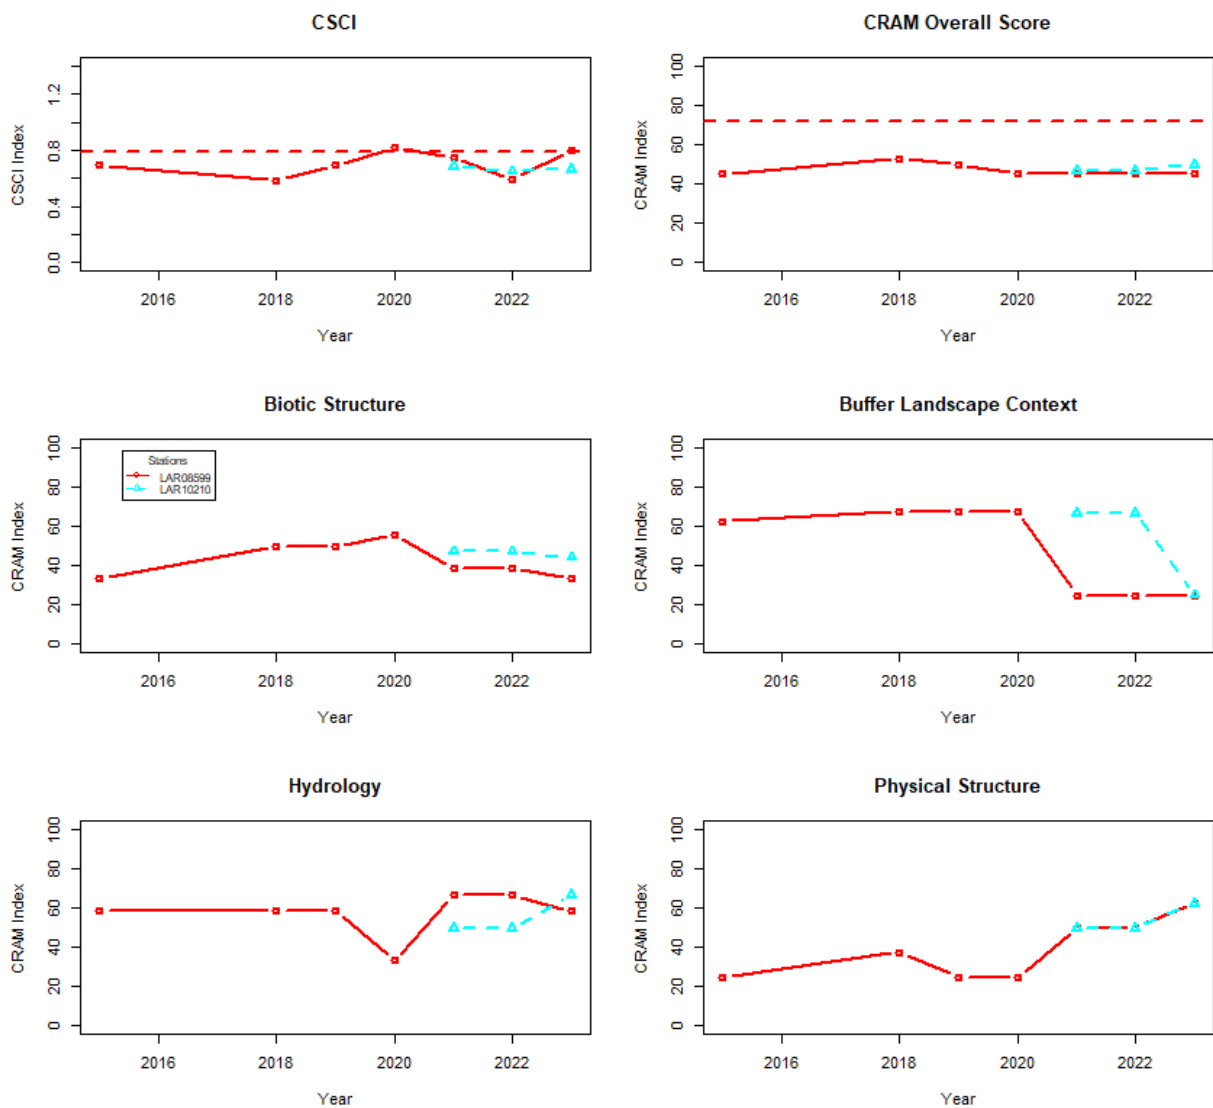 CSCI
CSCI Index
0.0
0.4
0.8
1.2
2016 2018 2020 2022
Year
CRAM Overall Score
CRAM Index
0 20 40 60 80 100
2016 2018 2020 2022
Year
Biotic Structure
CRAM Index
0 20 40 60 80 100
Stations
LAR08599
LAR10210
2016 2018 2020 2022
Year
Buffer Landscape Context
CRAM Index
0 20 40 60 80 100
2016 2018 2020 2022
Year
Hydrology
CRAM Index
0 20 40 60 80 100
2016 2018 2020 2022
Year
Physical Structure
CRAM Index
0 20 40 60 80 100
2016 2018 2020 2022
Year